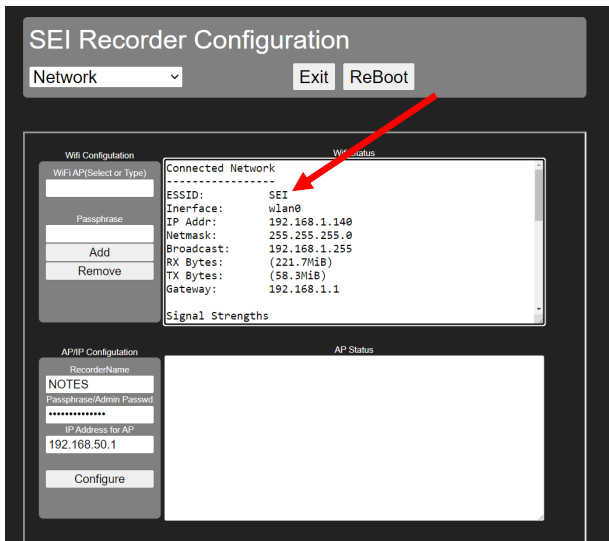 SEI Recorder Configuration
Network
Exit
ReBoot
Wifi Configutation
Wifi Status
WiFi AP(Select or Type)
Passphrase
Add
Remove
Connected Network
-----------------
ESSID: SEI
Inerface: wlan0
IP Addr: 192.168.1.140
Netmask: 255.255.255.0
Broadcast: 192.168.1.255
RX Bytes: (221.7MiB)
TX Bytes: (58.3MiB)
Gateway: 192.168.1.1
Signal Strengths
AP/IP Configutation
AP Status
RecorderName
NOTES
Passphrase/Admin Passwd
••••••••••••••
IP Address for AP
192.168.50.1
Configure